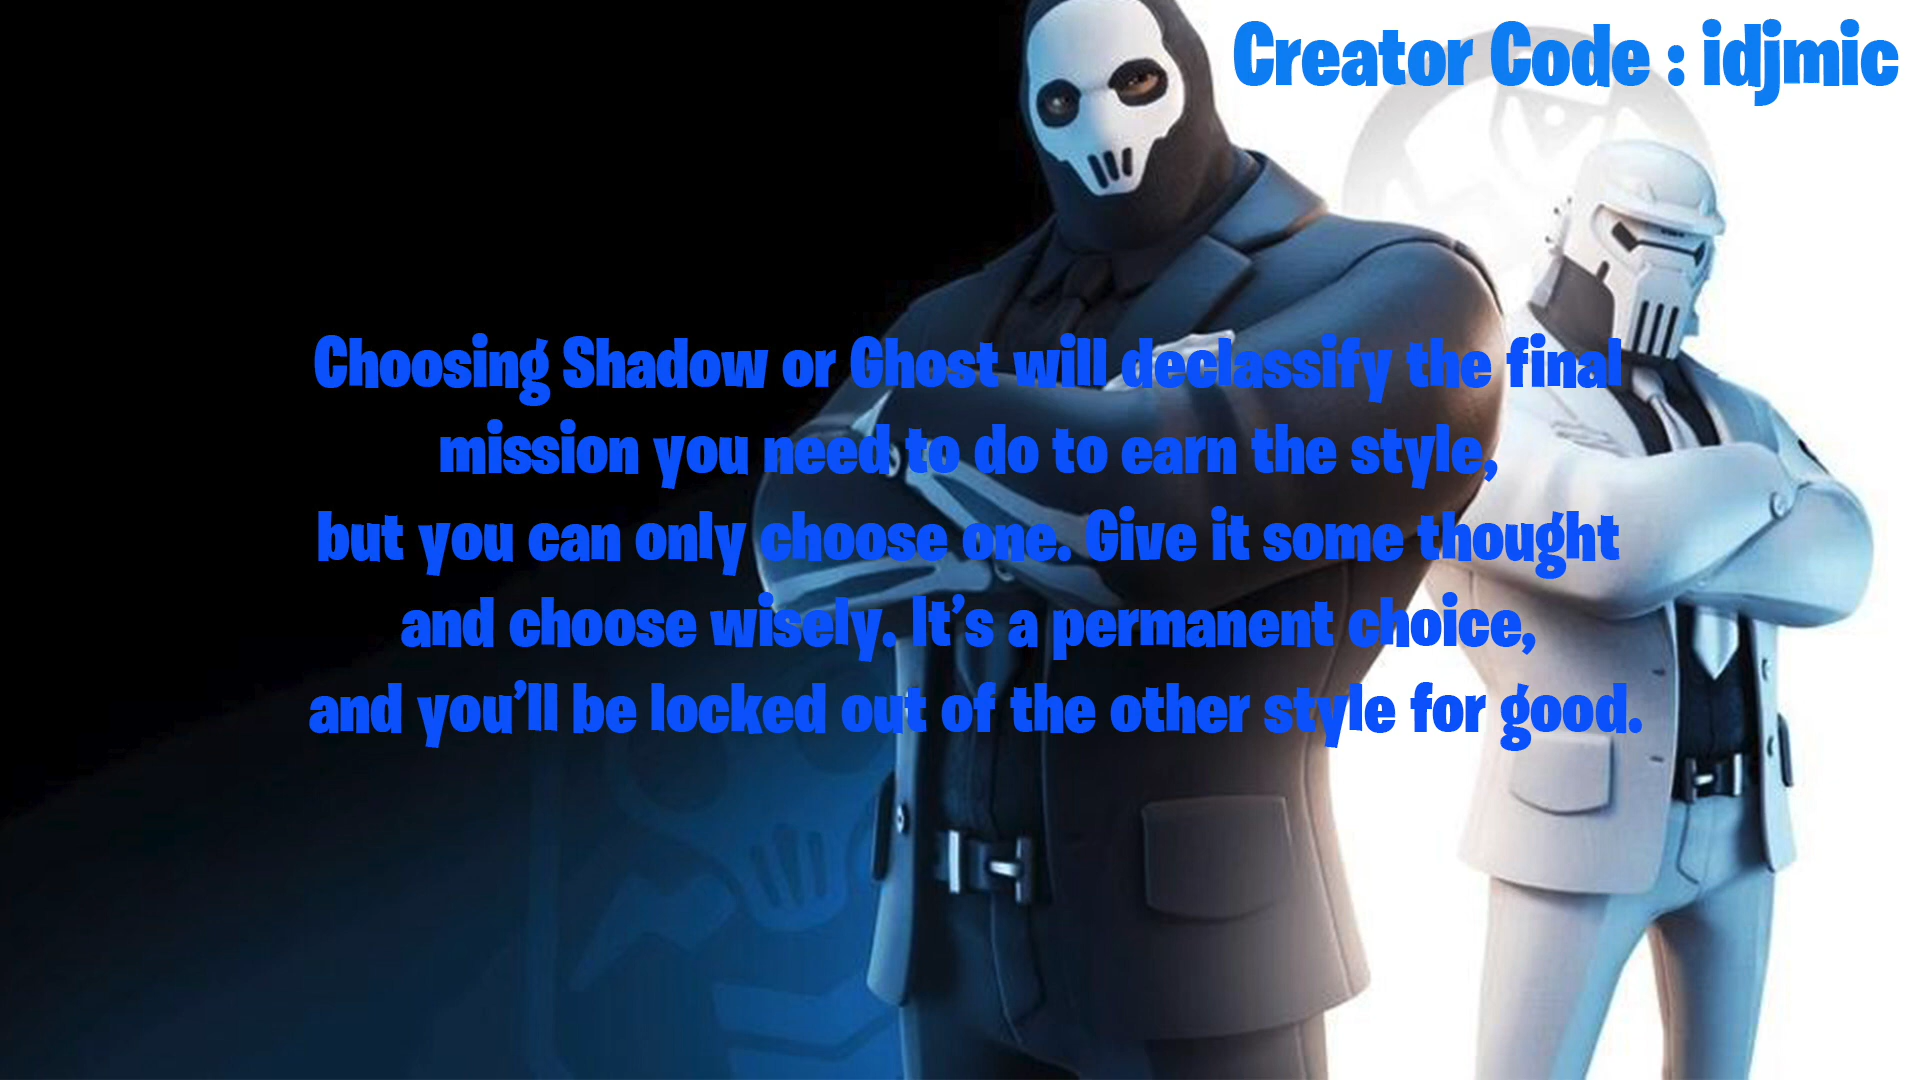 Creator Code : idjmic
Choosing Shadow or Ghost will declassify the final
mission you need to do to earn the style,
but you can only choose one. Give it some thought
and choose wisely. It’s a permanent choice,
and you’ll be locked out of the other style for good.